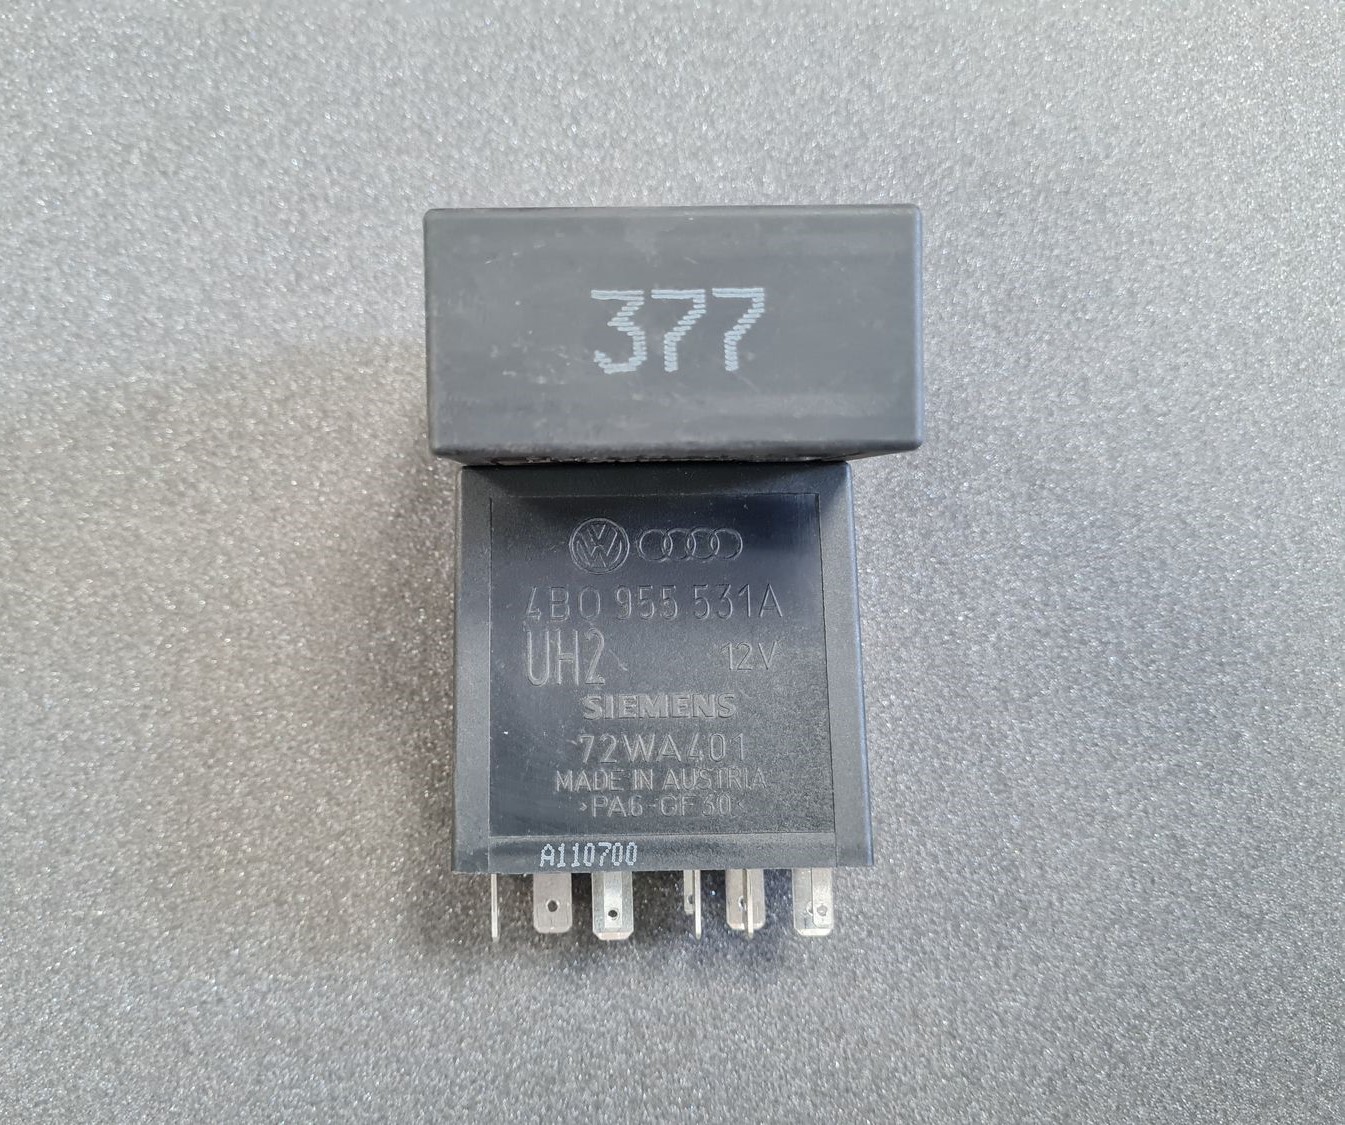 377
4B0 955 531A
UH2 12V
SIEMENS
72WA401
MADE IN AUSTRIA
>PA6-GF30<
A110700